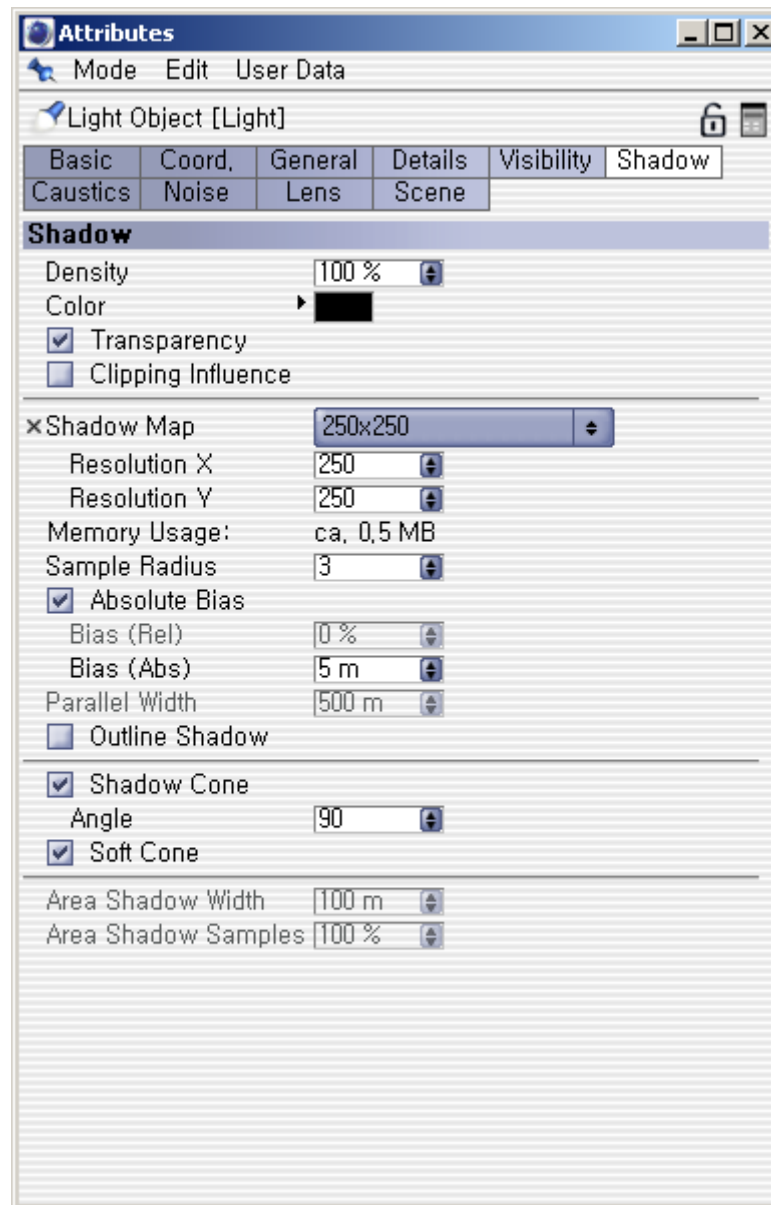 Attributes
Mode Edit User Data
Light Object [Light]
Basic Coord, General Details Visibility Shadow
Caustics Noise Lens Scene
Shadow
Density 100 %
Color
Transparency
Clipping Influence
Shadow Map 250x250
Resolution X 250
Resolution Y 250
Memory Usage: ca, 0,5 MB
Sample Radius 3
Absolute Bias
Bias (Rel) 0 %
Bias (Abs) 5 m
Parallel Width 500 m
Outline Shadow
Shadow Cone
Angle 90
Soft Cone
Area Shadow Width 100 m
Area Shadow Samples 100 %